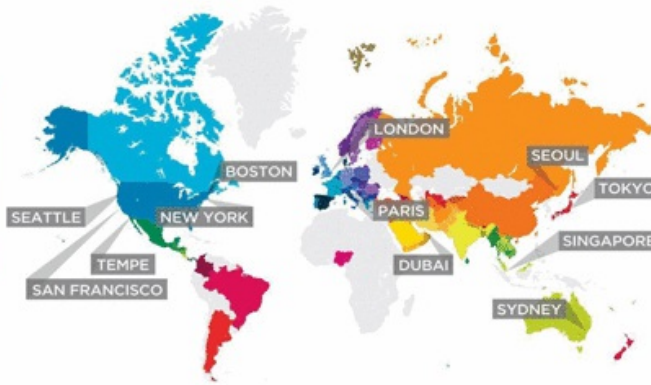 LONDON
SEOUL
BOSTON
TOKYO
SEATTLE
NEW YORK
PARIS
SINGAPORE
TEMPE
DUBAI
SAN FRANCISCO
SYDNEY